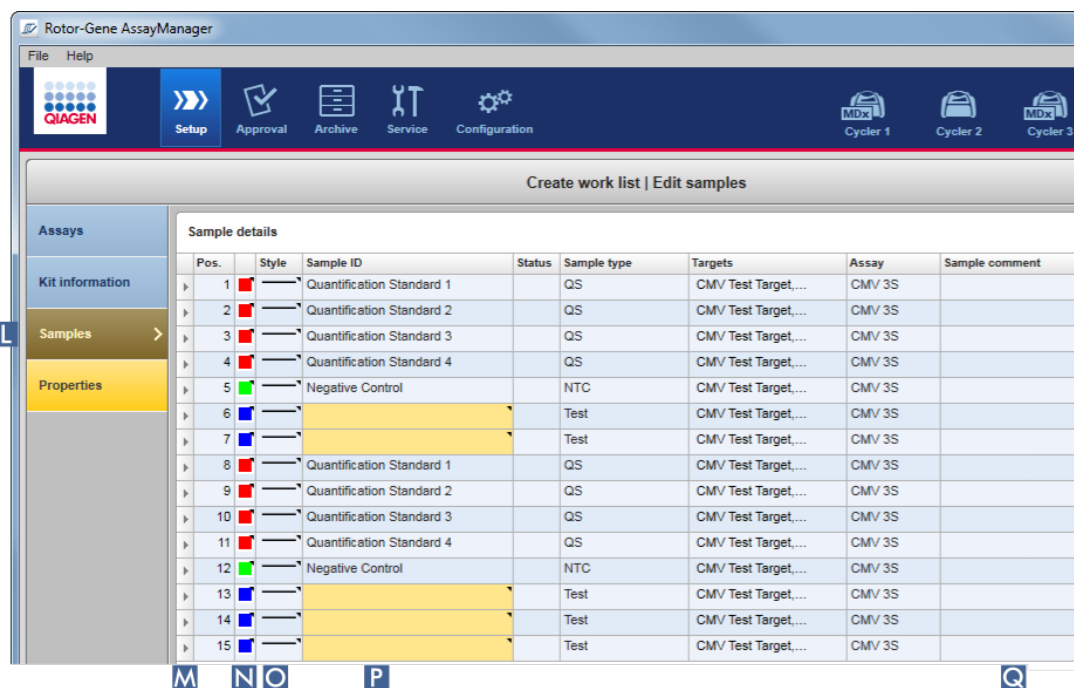 Rotor-Gene AssayManager
File Help
QIAGEN
Setup Approval Archive Service Configuration MDx Cycler 1 Cycler 2 MDx Cycler 3
Create work list | Edit samples
Assays
Kit information
L Samples
Properties
Sample details
Pos. Style Sample ID Status Sample type Targets Assay Sample comment
1 Quantification Standard 1 QS CMV Test Target,... CMV 3S
2 Quantification Standard 2 QS CMV Test Target,... CMV 3S
3 Quantification Standard 3 QS CMV Test Target,... CMV 3S
4 Quantification Standard 4 QS CMV Test Target,... CMV 3S
5 Negative Control NTC CMV Test Target,... CMV 3S
6 Test CMV Test Target,... CMV 3S
7 Test CMV Test Target,... CMV 3S
8 Quantification Standard 1 QS CMV Test Target,... CMV 3S
9 Quantification Standard 2 QS CMV Test Target,... CMV 3S
10 Quantification Standard 3 QS CMV Test Target,... CMV 3S
11 Quantification Standard 4 QS CMV Test Target,... CMV 3S
12 Negative Control NTC CMV Test Target,... CMV 3S
13 Test CMV Test Target,... CMV 3S
14 Test CMV Test Target,... CMV 3S
15 Test CMV Test Target,... CMV 3S
M N O P Q